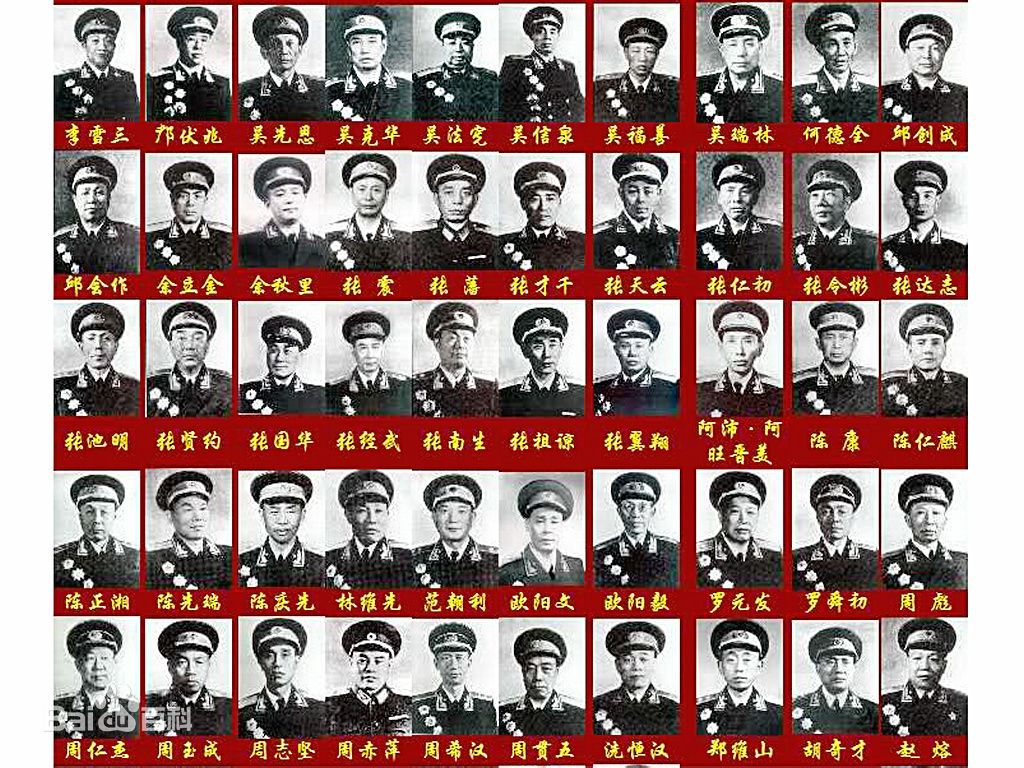 李雪三 邝伏兆 吴先恩 吴克华 吴法宪 吴信泉 吴福善 吴瑞林 何德全 邱创成
邱会作 余立金 余秋里 张震 张藩 张才千 张天云 张仁初 张令彬 张达志
张池明 张贤约 张国华 张经武 张南生 张祖谅 张翼翔 阿沛·阿 陈康 陈仁麒
旺晋美
陈正湘 陈先瑞 陈庆先 林维先 范朝利 欧阳文 欧阳毅 罗元发 罗舜初 周彪
周仁杰 周玉成 周志坚 周赤萍 周希汉 周贯五 冼恒汉 郑维山 胡奇才 赵熔
Baidu百科